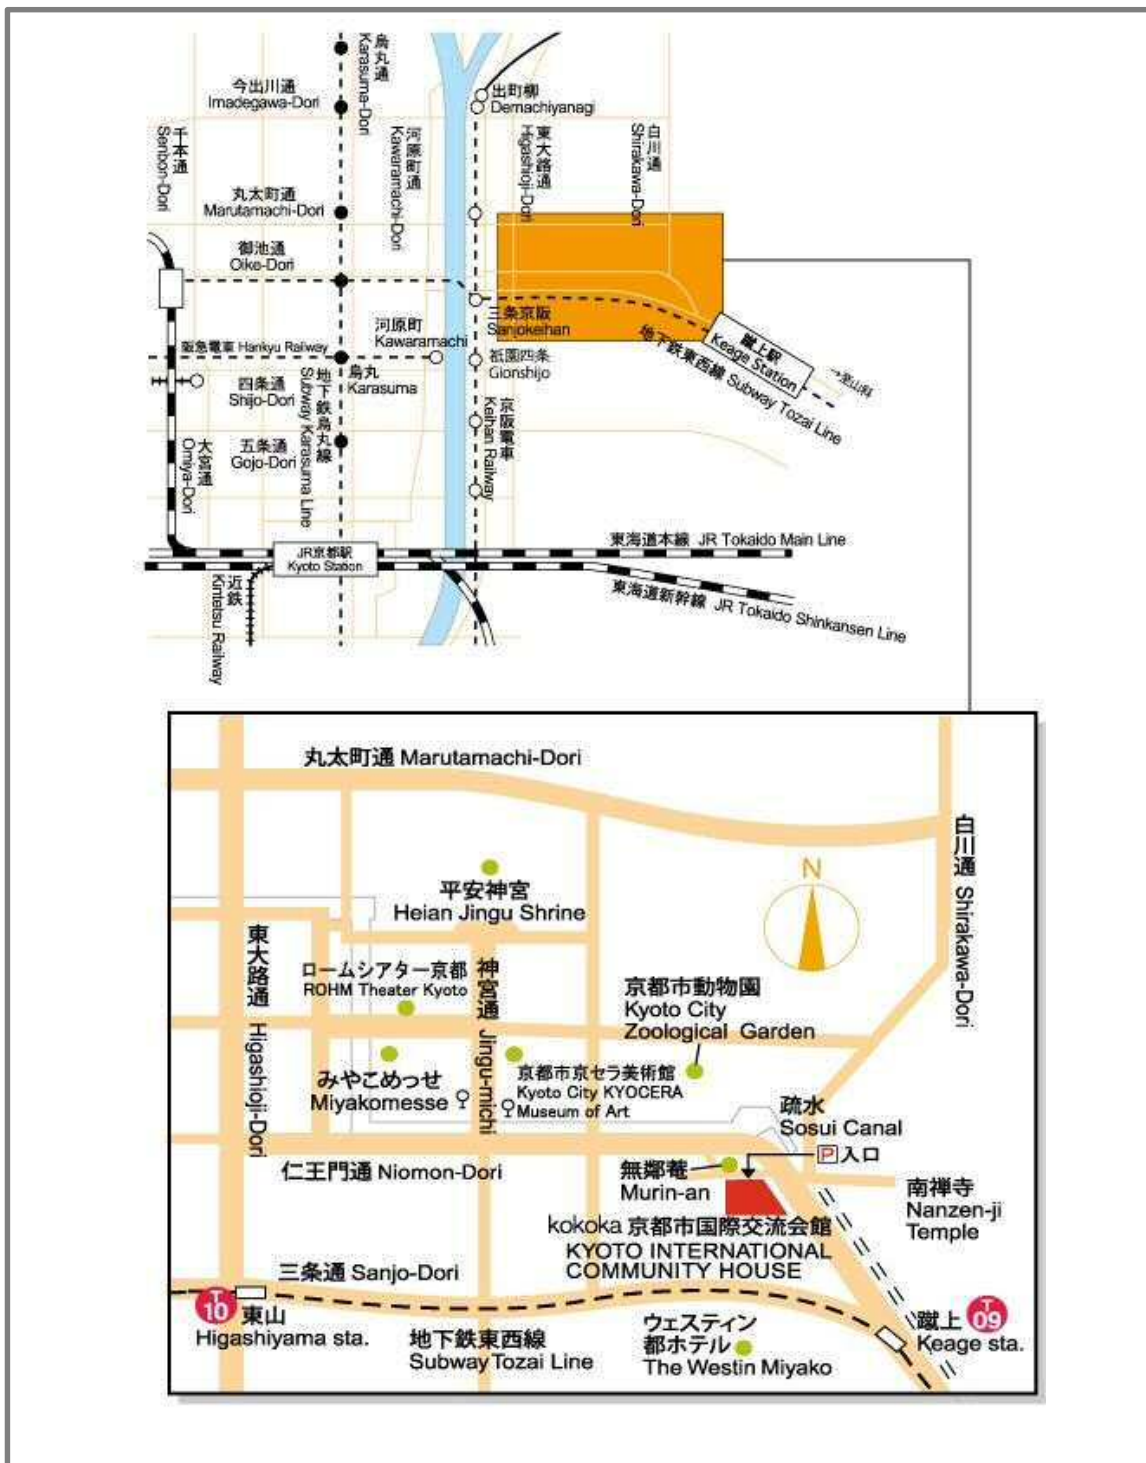 烏丸通
Karasuma-Dori
今出川通
Imadegawa-Dori
出町柳
Demachiyanagi
千本通
Senbon-Dori
河原町通
Kawaramachi-Dori
東大路通
Higashioji-Dori
白川通
Shirakawa-Dori
丸太町通
Marutamachi-Dori
御池通
Oike-Dori
三条京阪
Sanjokeihan
河原町
Kawaramachi
阪急電車 Hankyu Railway
烏丸
Karasuma
祇園四条
Gionshijo
蹴上駅
Keage Station
→至山科
地下鉄東西線 Subway Tozai Line
四条通
Shijo-Dori
地下鉄烏丸線
Subway Karasuma Line
京阪電車
Keihan Railway
大宮通
Omiya-Dori
五条通
Gojo-Dori
JR京都駅
Kyoto Station
東海道本線 JR Tokaido Main Line
東海道新幹線 JR Tokaido Shinkansen Line
近鉄
Kintetsu Railway
丸太町通 Marutamachi-Dori
白川通 Shirakawa-Dori
N
平安神宮
Heian Jingu Shrine
東大路通 Higashioji-Dori
ロームシアター京都
ROHM Theater Kyoto
神宮通 Jingu-michi
京都市動物園
Kyoto City
Zoological Garden
みやこめっせ
Miyakomesse
京都市京セラ美術館
Kyoto City KYOCERA
Museum of Art
疏水
Sosui Canal
P入口
仁王門通 Niomon-Dori
無鄰菴
Murin-an
南禅寺
Nanzen-ji
Temple
kokoka 京都市国際交流会館
KYOTO INTERNATIONAL
COMMUNITY HOUSE
三条通 Sanjo-Dori
T
10
東山
Higashiyama sta.
地下鉄東西線
Subway Tozai Line
ウェスティン
都ホテル
The Westin Miyako
蹴上
T
09
Keage sta.